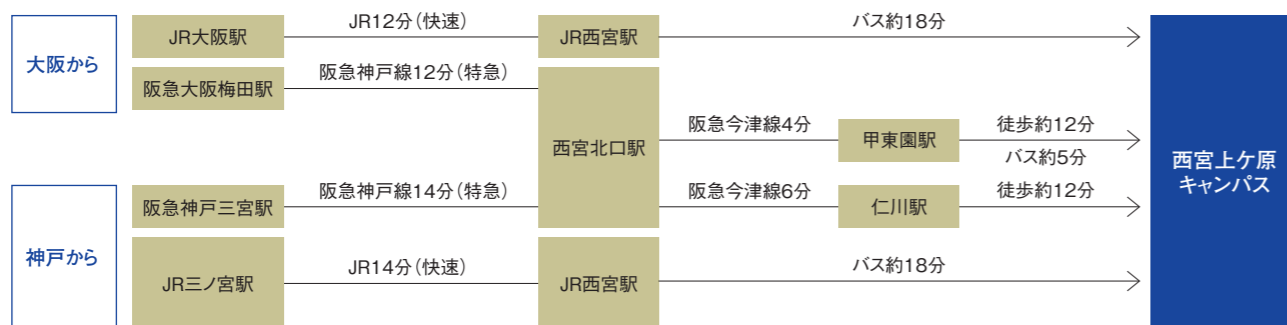 大阪から
JR大阪駅
JR12分（快速）
JR西宮駅
バス約18分
阪急大阪梅田駅
阪急神戸線12分（特急）
西宮北口駅
阪急今津線4分
甲東園駅
徒歩約12分
バス約5分
神戸から
阪急神戸三宮駅
阪急神戸線14分（特急）
阪急今津線6分
仁川駅
徒歩約12分
JR三ノ宮駅
JR14分（快速）
JR西宮駅
バス約18分
西宮上ケ原
キャンパス